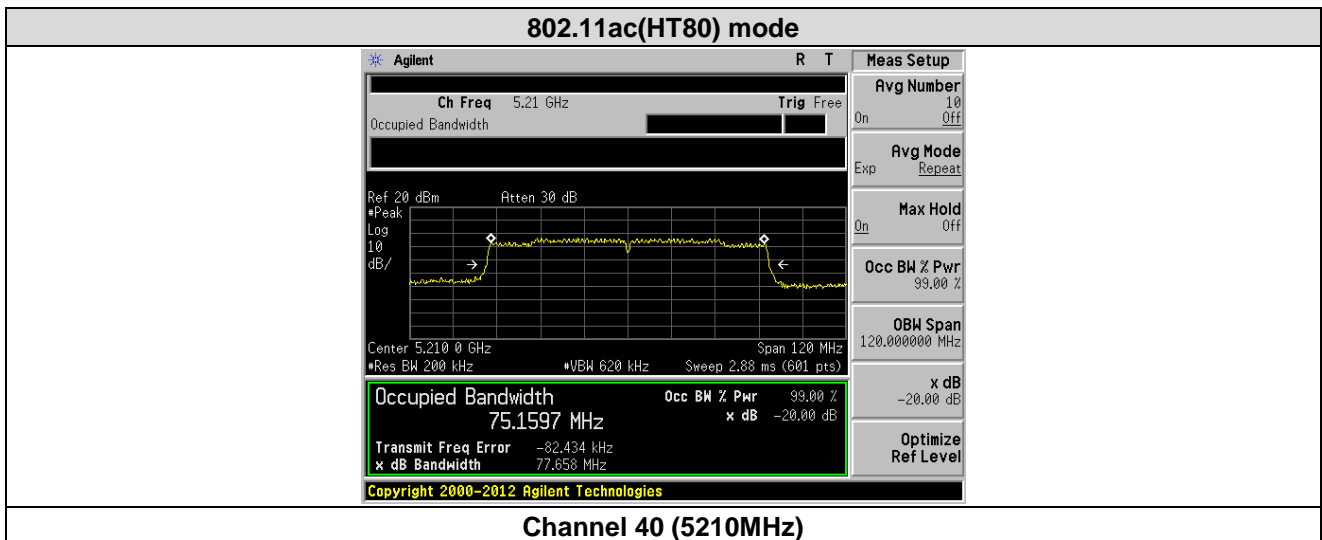 802.11ac(HT80) mode
Agilent R T Meas Setup
Ch Freq 5.21 GHz Trig Free
Occupied Bandwidth
Avg Number
10
On Off
Avg Mode
Exp Repeat
Max Hold
On Off
Occ BW % Pwr
99.00 %
OBW Span
120.000000 MHz
x dB
-20.00 dB
Optimize
Ref Level
Ref 20 dBm Atten 30 dB
#Peak
Log
10
dB/
Center 5.210 0 GHz Span 120 MHz
#Res BW 200 kHz #VBW 620 kHz Sweep 2.88 ms (601 pts)
Occupied Bandwidth Occ BW % Pwr 99.00 %
75.1597 MHz x dB -20.00 dB
Transmit Freq Error -82.434 kHz
x dB Bandwidth 77.658 MHz
Copyright 2000-2012 Agilent Technologies
Channel 40 (5210MHz)